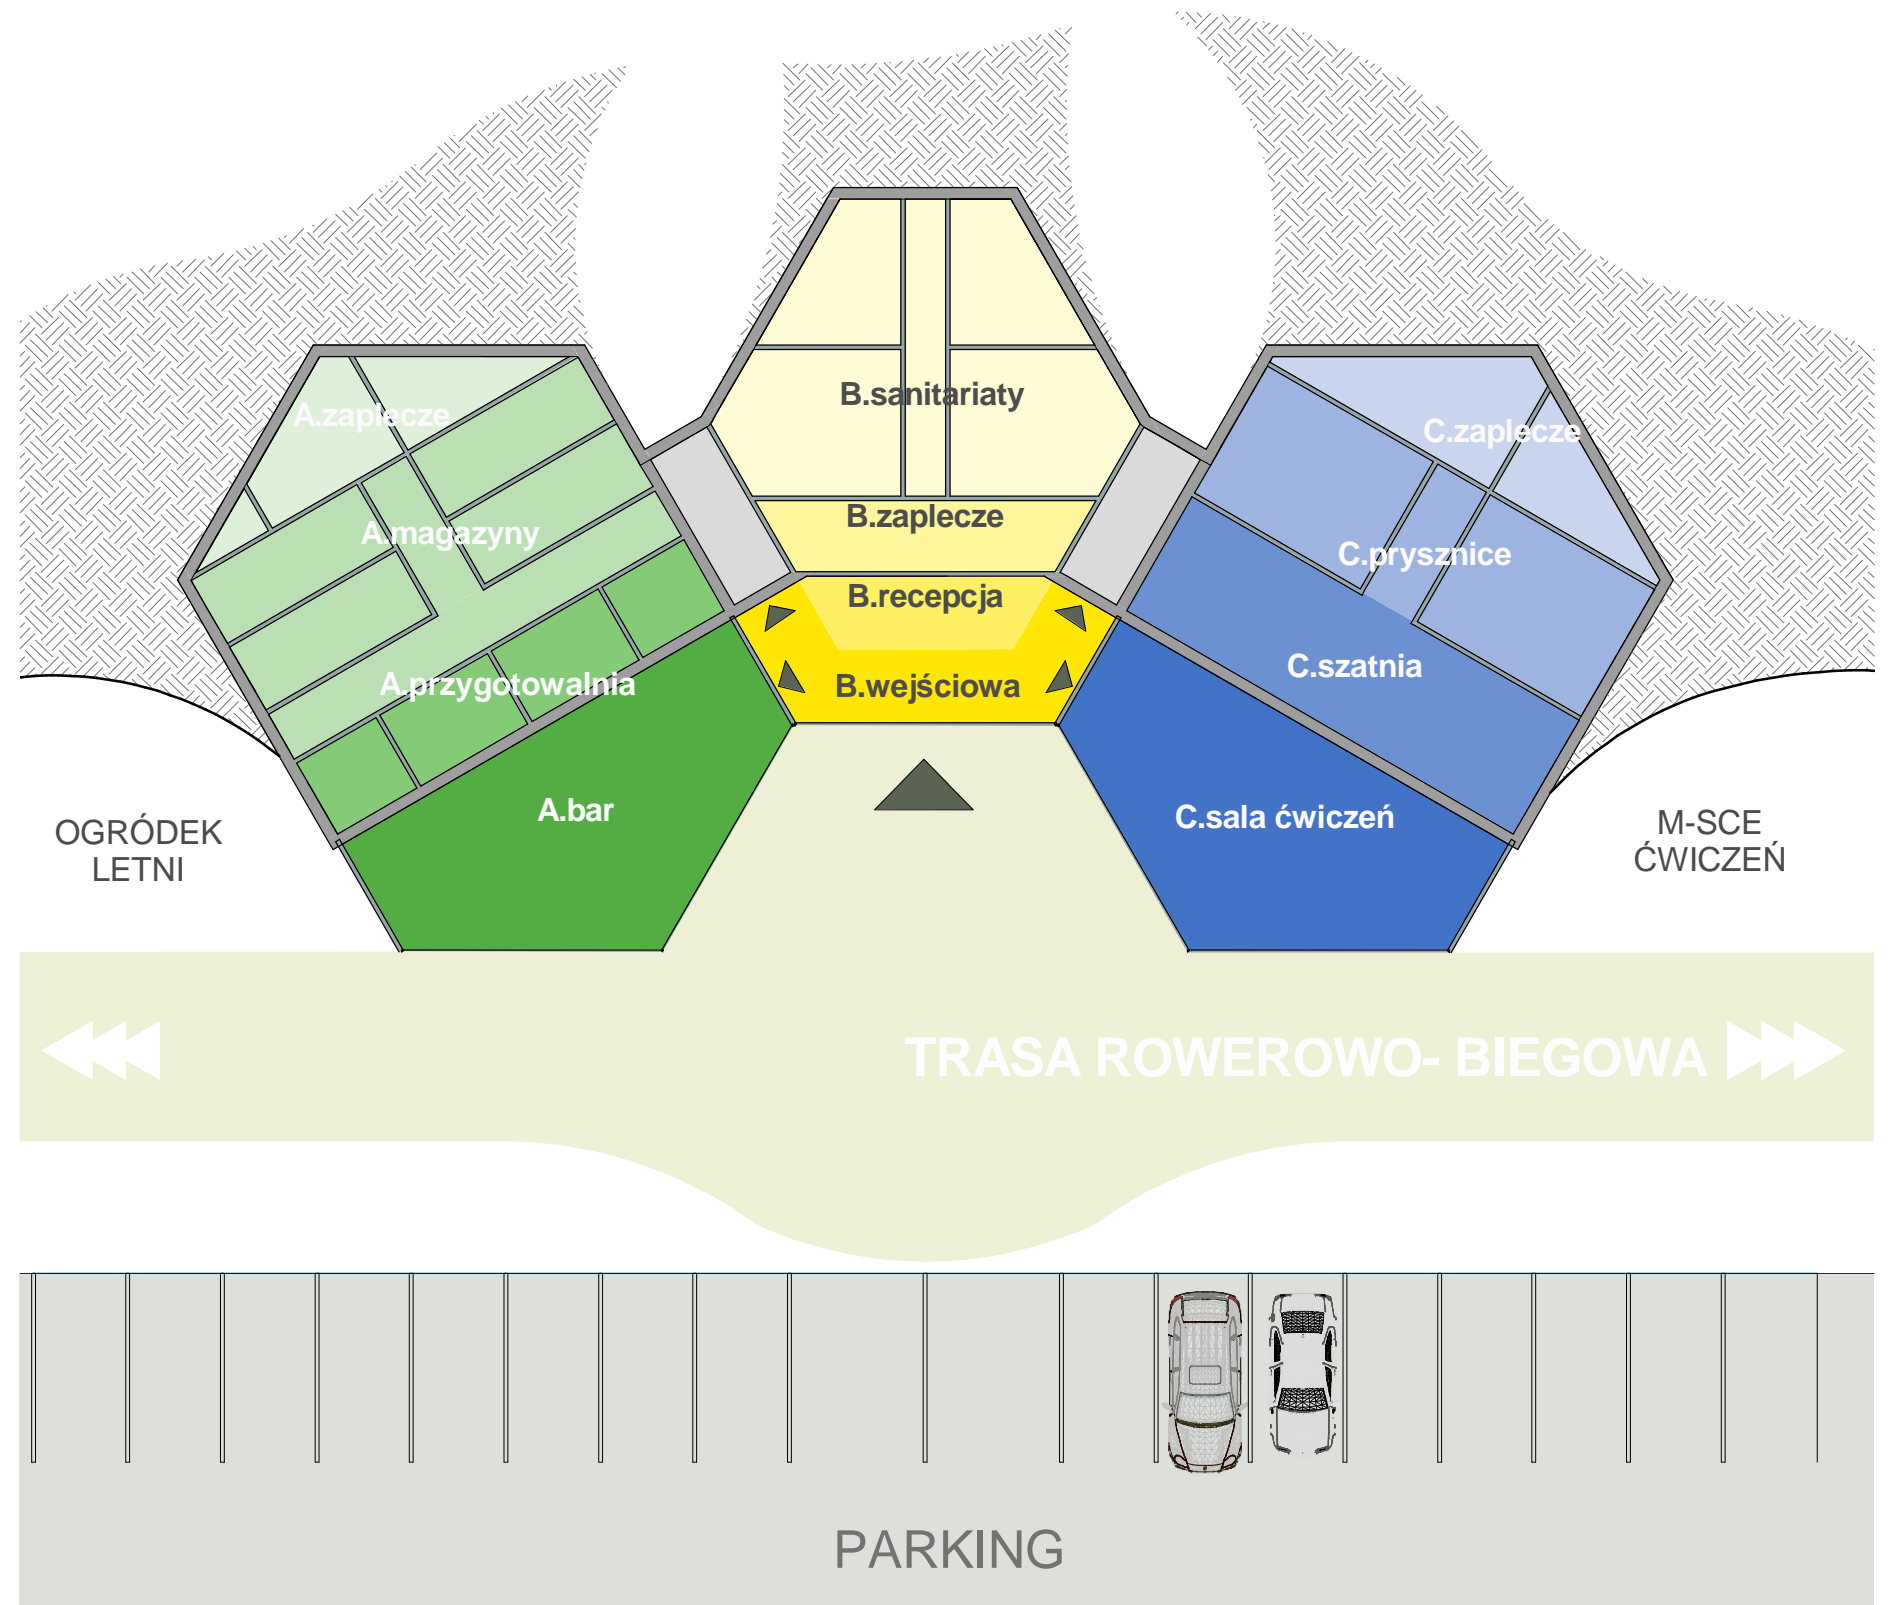 B.sanitariaty
A.zaplecze
C.zaplecze
A.magazyny
B.zaplecze
C.prysznice
B.recepcja
A.przygotowalnia
B.wejściowa
C.szatnia
A.bar
C.sala ćwiczeń
OGRÓDEK
LETNI
M-SCE
ĆWICZEŃ
TRASA ROWEROWO- BIEGOWA
PARKING